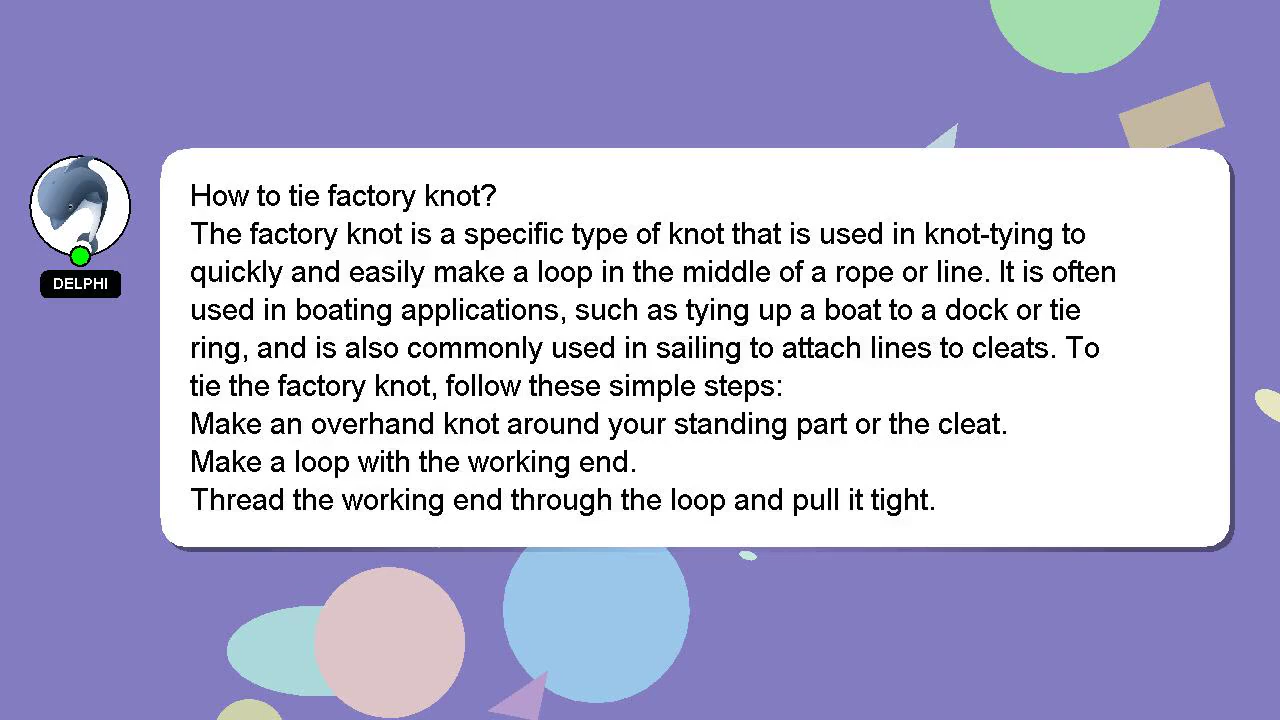 DELPHI
How to tie factory knot?
The factory knot is a specific type of knot that is used in knot-tying to
quickly and easily make a loop in the middle of a rope or line. It is often
used in boating applications, such as tying up a boat to a dock or tie
ring, and is also commonly used in sailing to attach lines to cleats. To
tie the factory knot, follow these simple steps:
Make an overhand knot around your standing part or the cleat.
Make a loop with the working end.
Thread the working end through the loop and pull it tight.